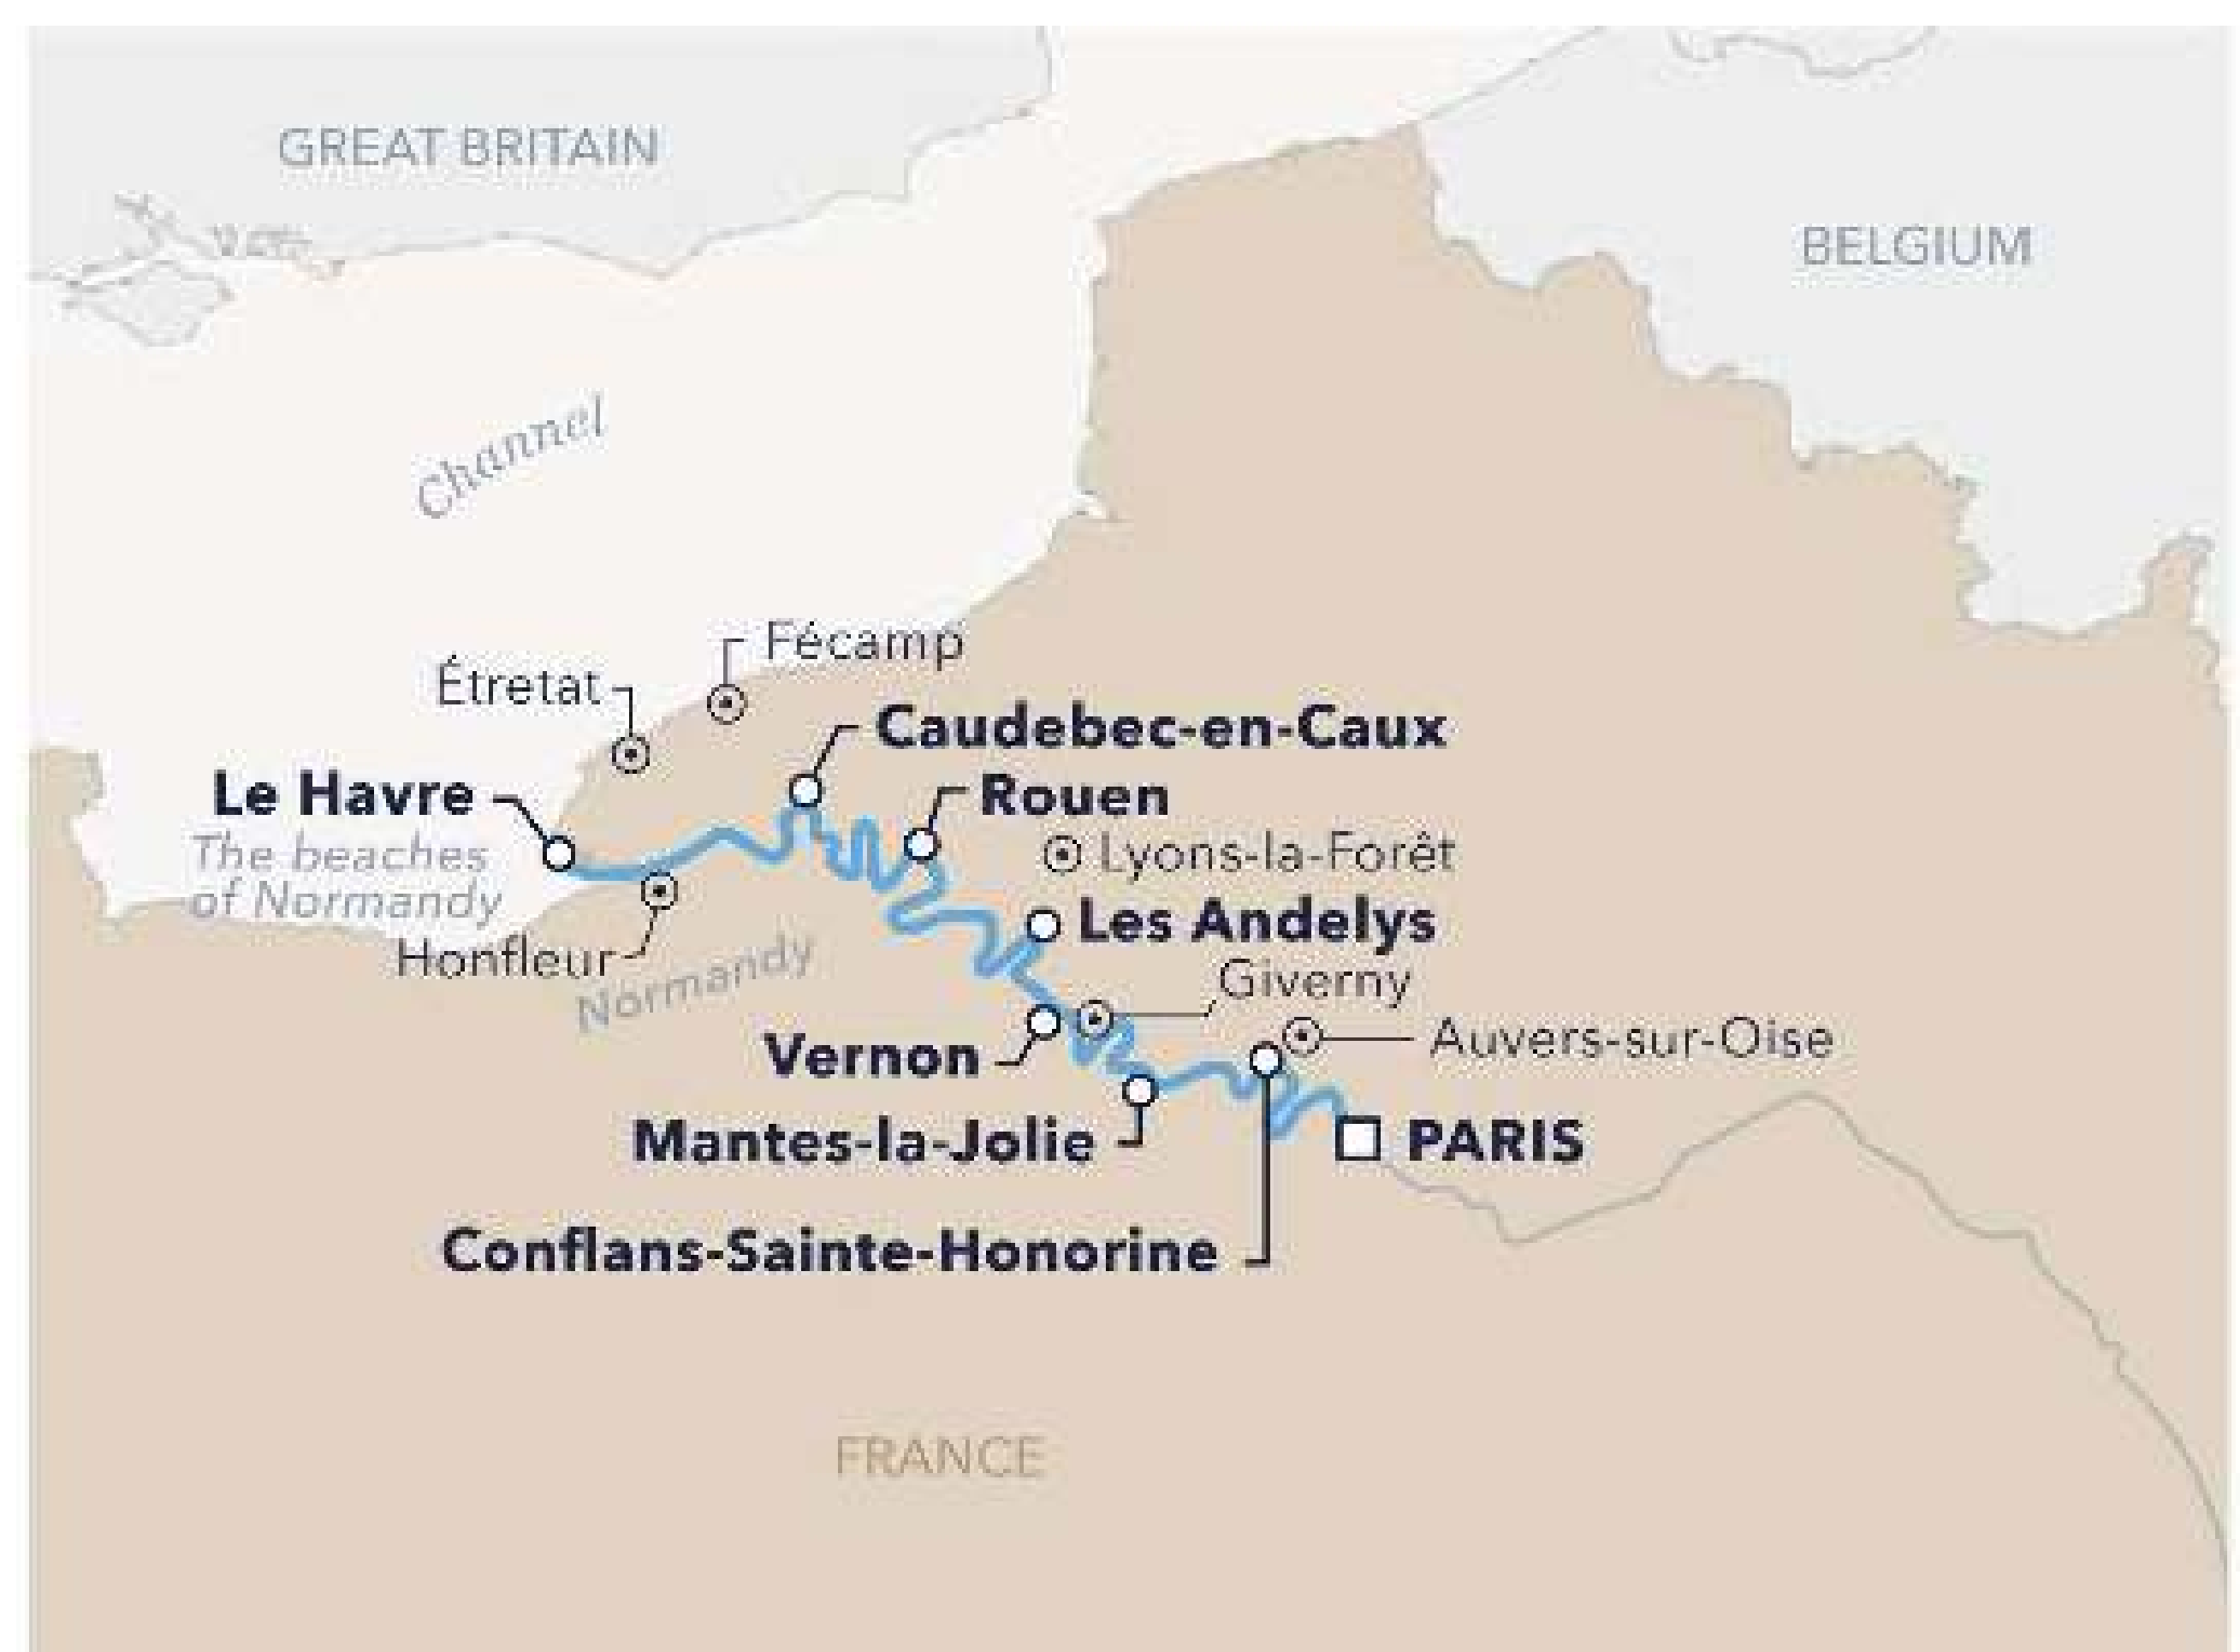 GREAT BRITAIN
BELGIUM
Channel
Fécamp
Étretat
Caudebec-en-Caux
Le Havre
Rouen
The beaches
of Normandy
Lyons-la-Forêt
Les Andelys
Honfleur
Normandy
Giverny
Vernon
Auvers-sur-Oise
Mantes-la-Jolie
PARIS
Conflans-Sainte-Honorine
FRANCE